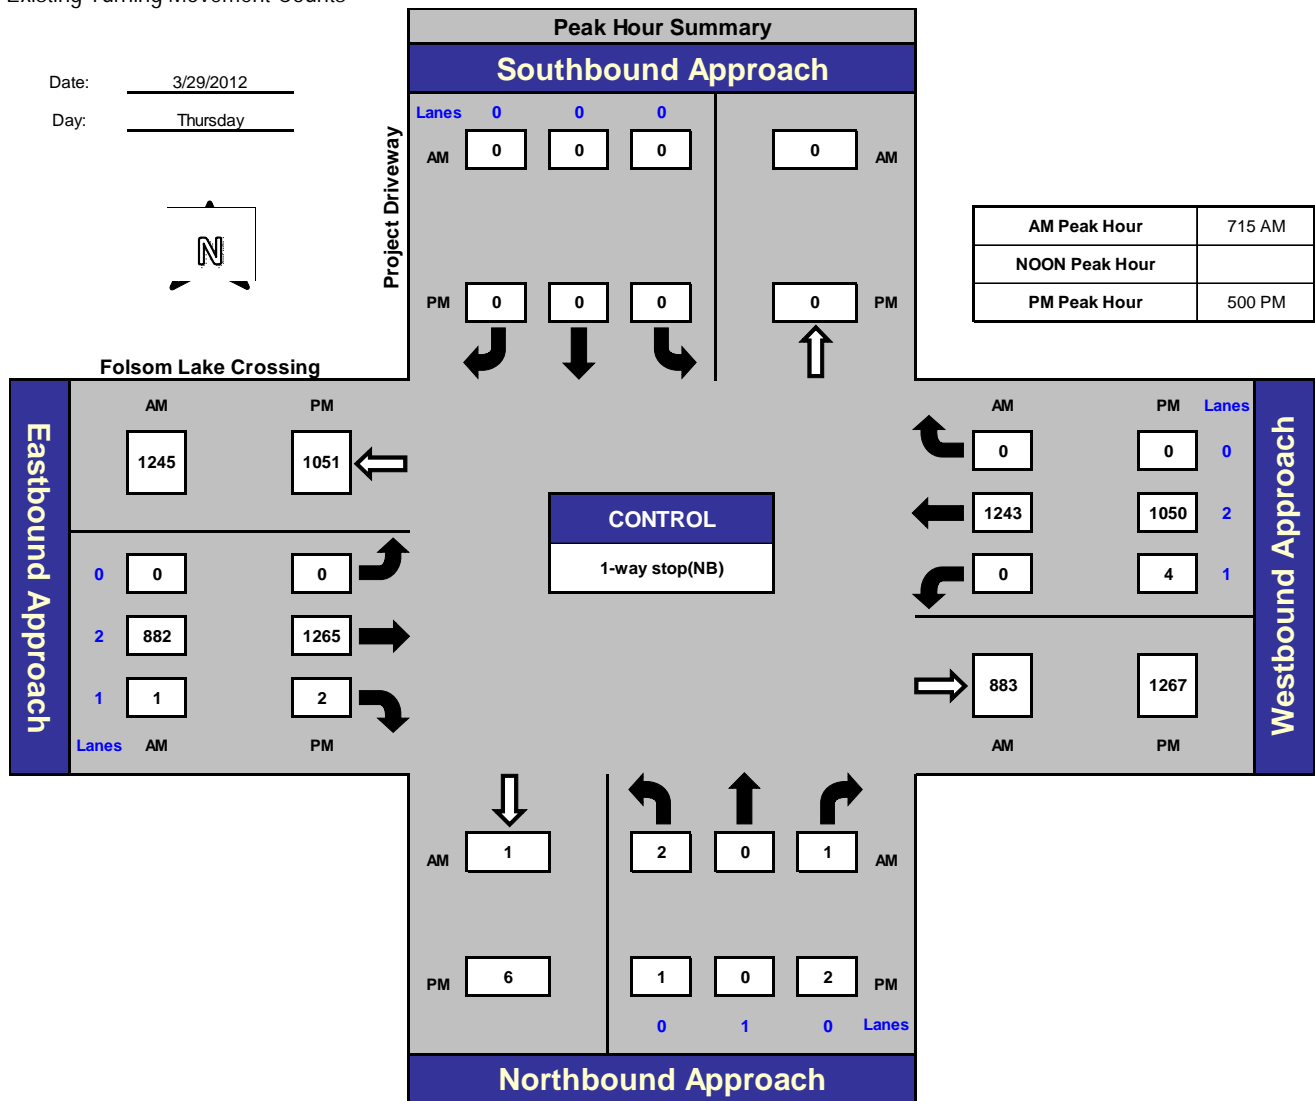 Existing Turning Movement Counts
Peak Hour Summary
Southbound Approach
Date: 3/29/2012
Day: Thursday
N
Project Driveway
Lanes 0 0 0
AM 0 0 0 0 AM
PM 0 0 0 0 PM
AM Peak Hour 715 AM
NOON Peak Hour
PM Peak Hour 500 PM
Folsom Lake Crossing
Eastbound Approach
AM PM
1245 1051
0 0 0
2 882 1265
1 1 2
Lanes AM PM
CONTROL
1-way stop(NB)
AM PM Lanes
0 0 0
1243 1050 2
0 4 1
883 1267
AM PM
Westbound Approach
AM 1 2 0 1 AM
PM 6 1 0 2 PM
0 1 0 Lanes
Northbound Approach